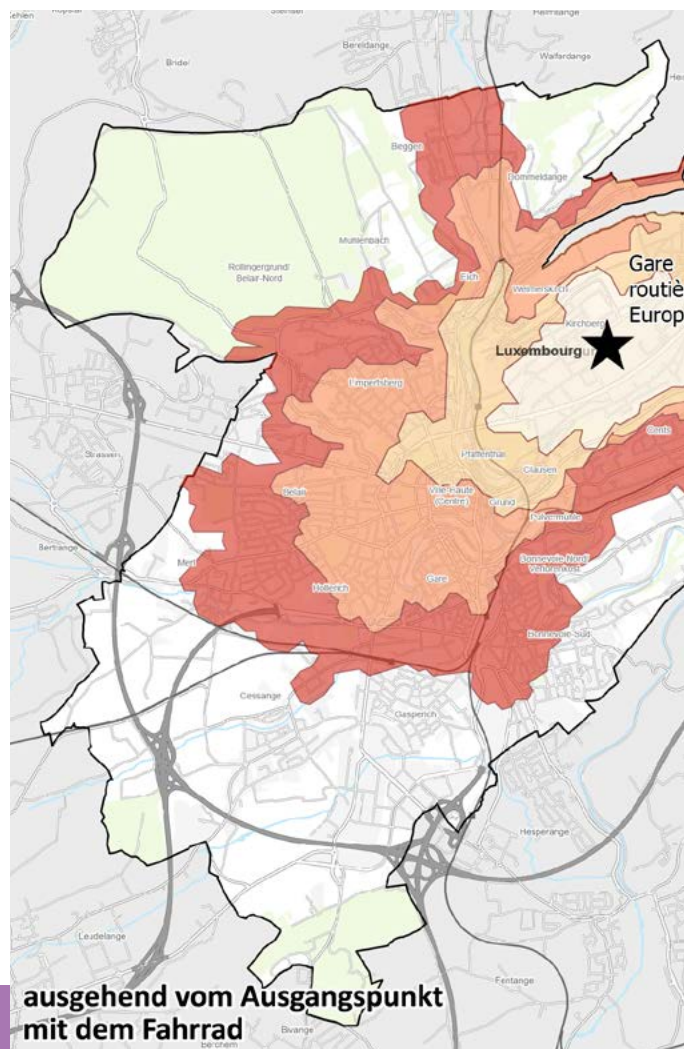 Bridel
Bereldange
Walferdange
Beggen
Dommeldange
Muhlenbach
Rollingergrund/
Belair-Nord
Eich
Weimerskirch
Gare
routiè
Europ
Kirchberg
Luxembourg
Limpertsberg
Strassen
Cents
Pfaffenthal
Clausen
Belair
Ville-Haute
(Centre)
Grund
Pulvermühle
Bertrange
Merl
Bonnevoie-Nord/
Verlorenkost
Hollerich
Gare
Bonnevoie-Sud
Cessange
Gasperich
Hesperange
Leudelange
Fentange
ausgehend vom Ausgangspunkt
mit dem Fahrrad
Bivange